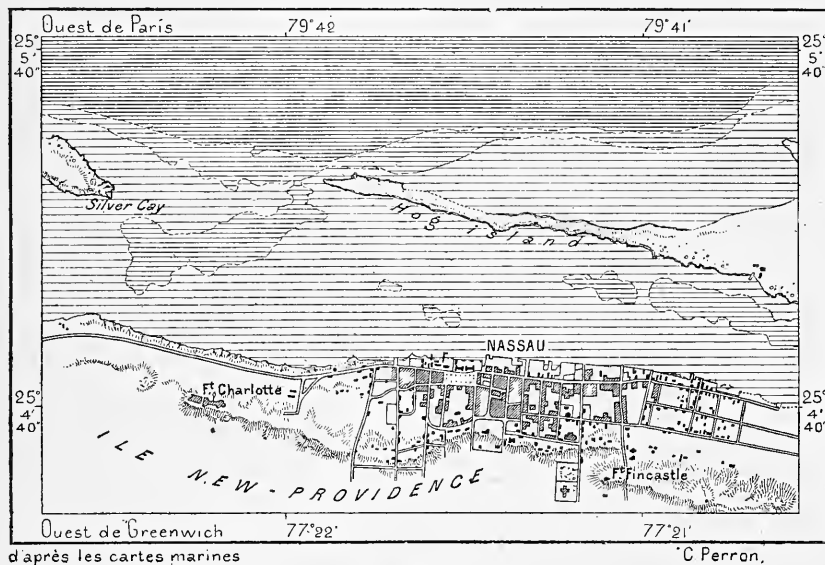 Ouest de Paris 79°42 79°41
25° 5' 40" 25° 5' 40"
Silver Cay
Hog island
NASSAU
Ft. Charlotte
25° 4' 40" 25° 4' 40"
ILE NEW-PROVIDENCE
Ft. Fincastle
Ouest de Greenwich 77°22' 77°21'
d'après les cartes marines C Perron,